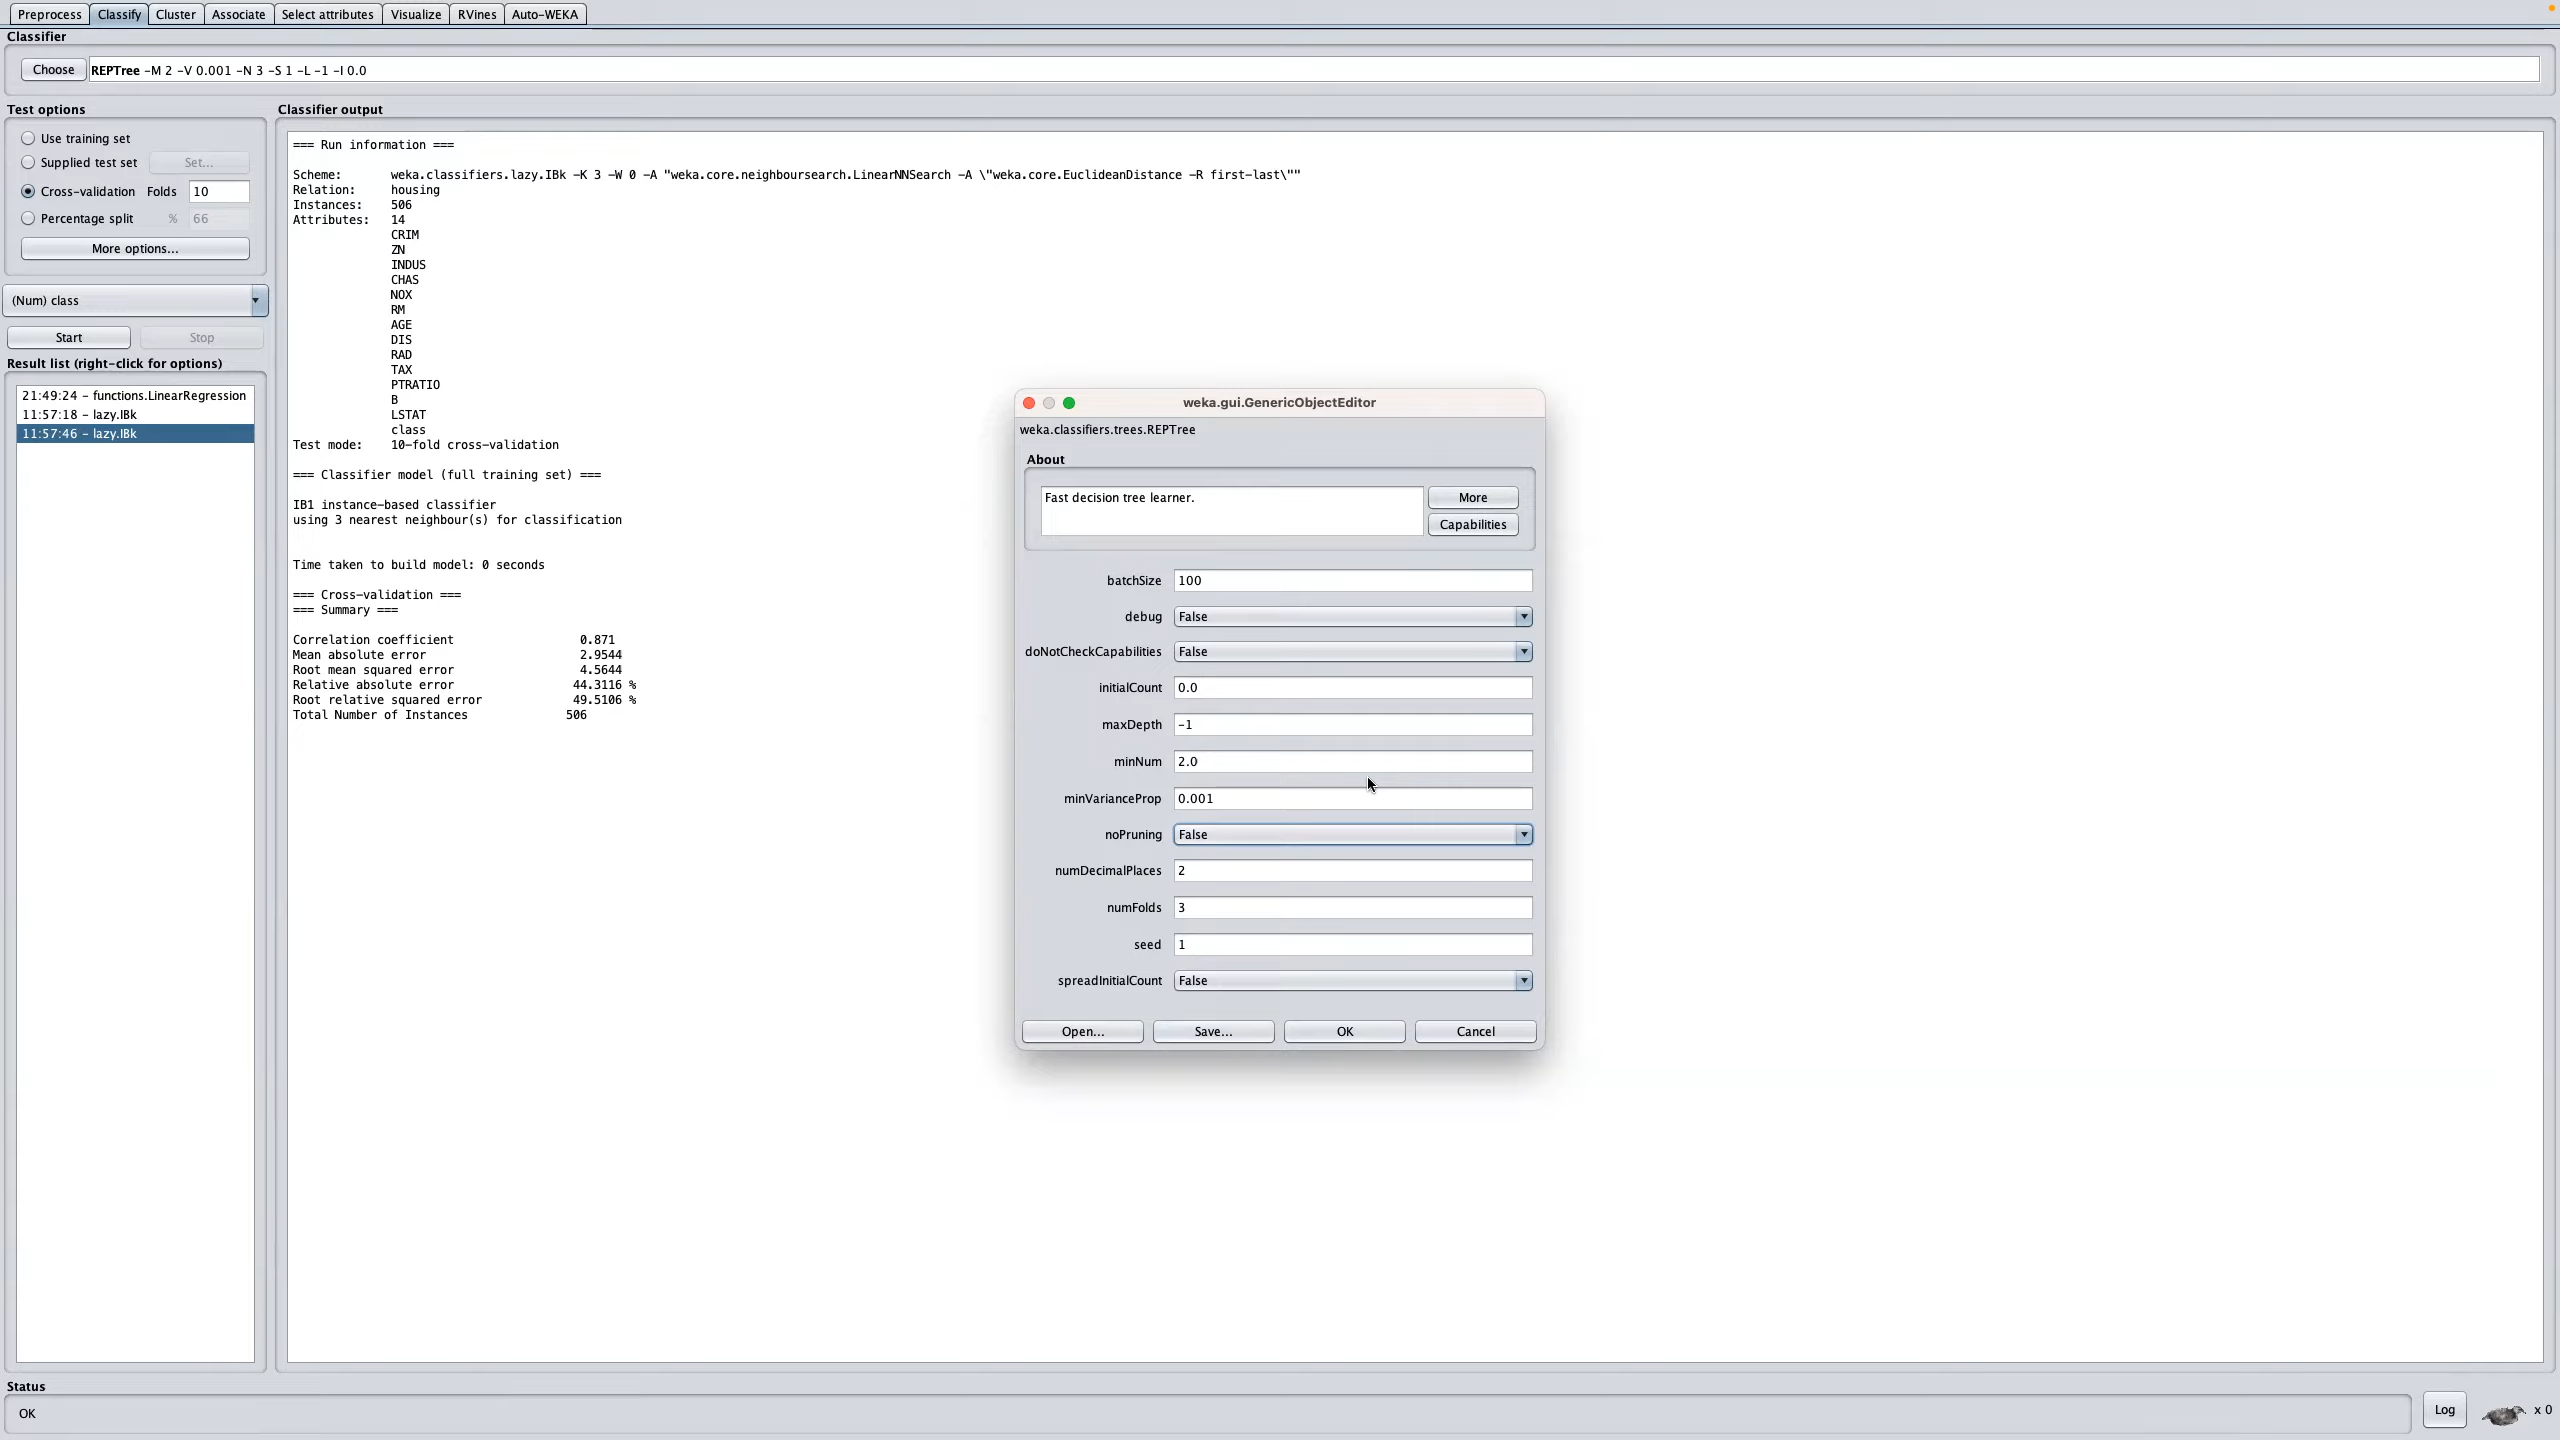 Preprocess Classify Cluster Associate Select attributes Visualize RVines Auto-WEKA
Classifier
Choose REPTree -M 2 -V 0.001 -N 3 -S 1 -L -1 -I 0.0
Test options
Use training set
Supplied test set Set...
Cross-validation Folds 10
Percentage split % 66
More options...
(Num) class
Start Stop
Result list (right-click for options)
21:49:24 - functions.LinearRegression
11:57:18 - lazy.IBk
11:57:46 - lazy.IBk
Classifier output
=== Run information ===
Scheme: weka.classifiers.lazy.IBk -K 3 -W 0 -A "weka.core.neighboursearch.LinearNNSearch -A \"weka.core.EuclideanDistance -R first-last\""
Relation: housing
Instances: 506
Attributes: 14
CRIM
ZN
INDUS
CHAS
NOX
RM
AGE
DIS
RAD
TAX
PTRATIO
B
LSTAT
class
Test mode: 10-fold cross-validation
=== Classifier model (full training set) ===
IB1 instance-based classifier
using 3 nearest neighbour(s) for classification
Time taken to build model: 0 seconds
=== Cross-validation ===
=== Summary ===
Correlation coefficient 0.871
Mean absolute error 2.9544
Root mean squared error 4.5644
Relative absolute error 44.3116 %
Root relative squared error 49.5106 %
Total Number of Instances 506
weka.gui.GenericObjectEditor
weka.classifiers.trees.REPTree
About
Fast decision tree learner.
More
Capabilities
batchSize 100
debug False
doNotCheckCapabilities False
initialCount 0.0
maxDepth -1
minNum 2.0
minVarianceProp 0.001
noPruning False
numDecimalPlaces 2
numFolds 3
seed 1
spreadInitialCount False
Open... Save... OK Cancel
Status
OK
Log x 0